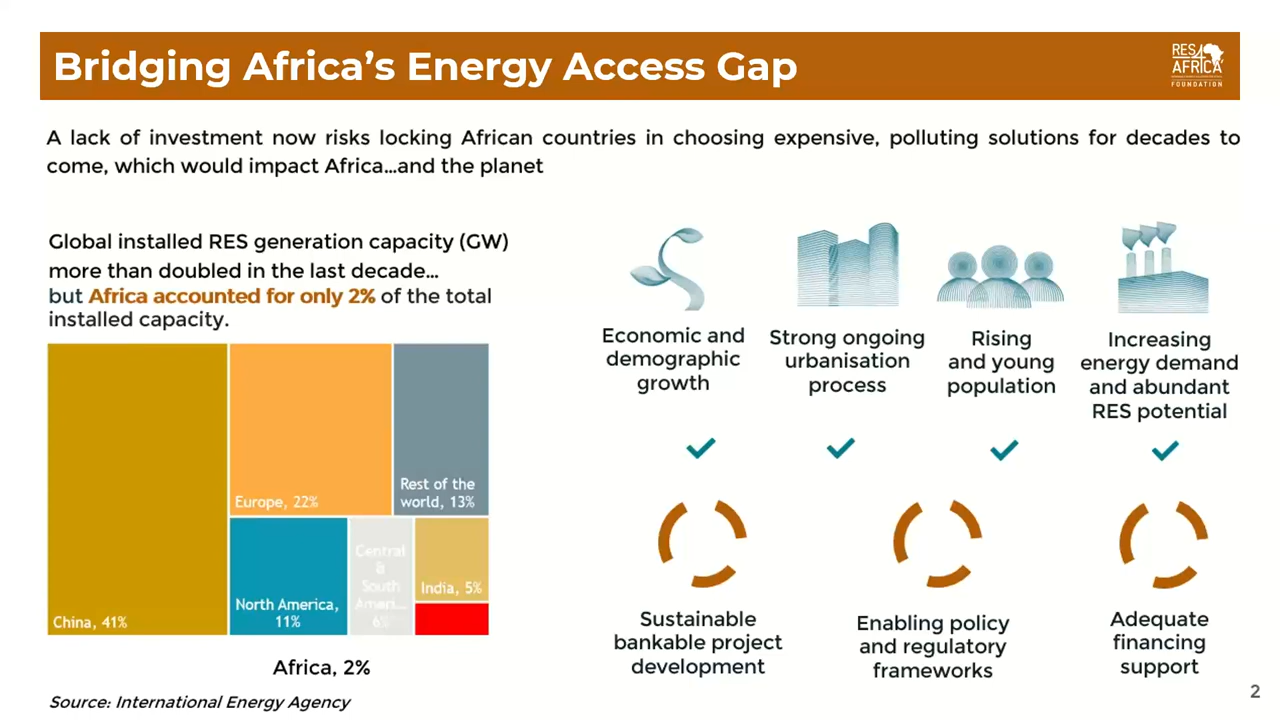 Bridging Africa's Energy Access Gap
RES4
AFRICA
FOUNDATION
A lack of investment now risks locking African countries in choosing expensive, polluting solutions for decades to
come, which would impact Africa...and the planet
Global installed RES generation capacity (GW)
more than doubled in the last decade...
but Africa accounted for only 2% of the total
installed capacity.
China, 41%
Europe, 22%
Rest of the
world, 13%
North America,
11%
Central
&
South
Ameri...
6%
India, 5%
Africa, 2%
Source: International Energy Agency
Economic and
demographic
growth
Strong ongoing
urbanisation
process
Rising
and young
population
Increasing
energy demand
and abundant
RES potential
Sustainable
bankable project
development
Enabling policy
and regulatory
frameworks
Adequate
financing
support
2